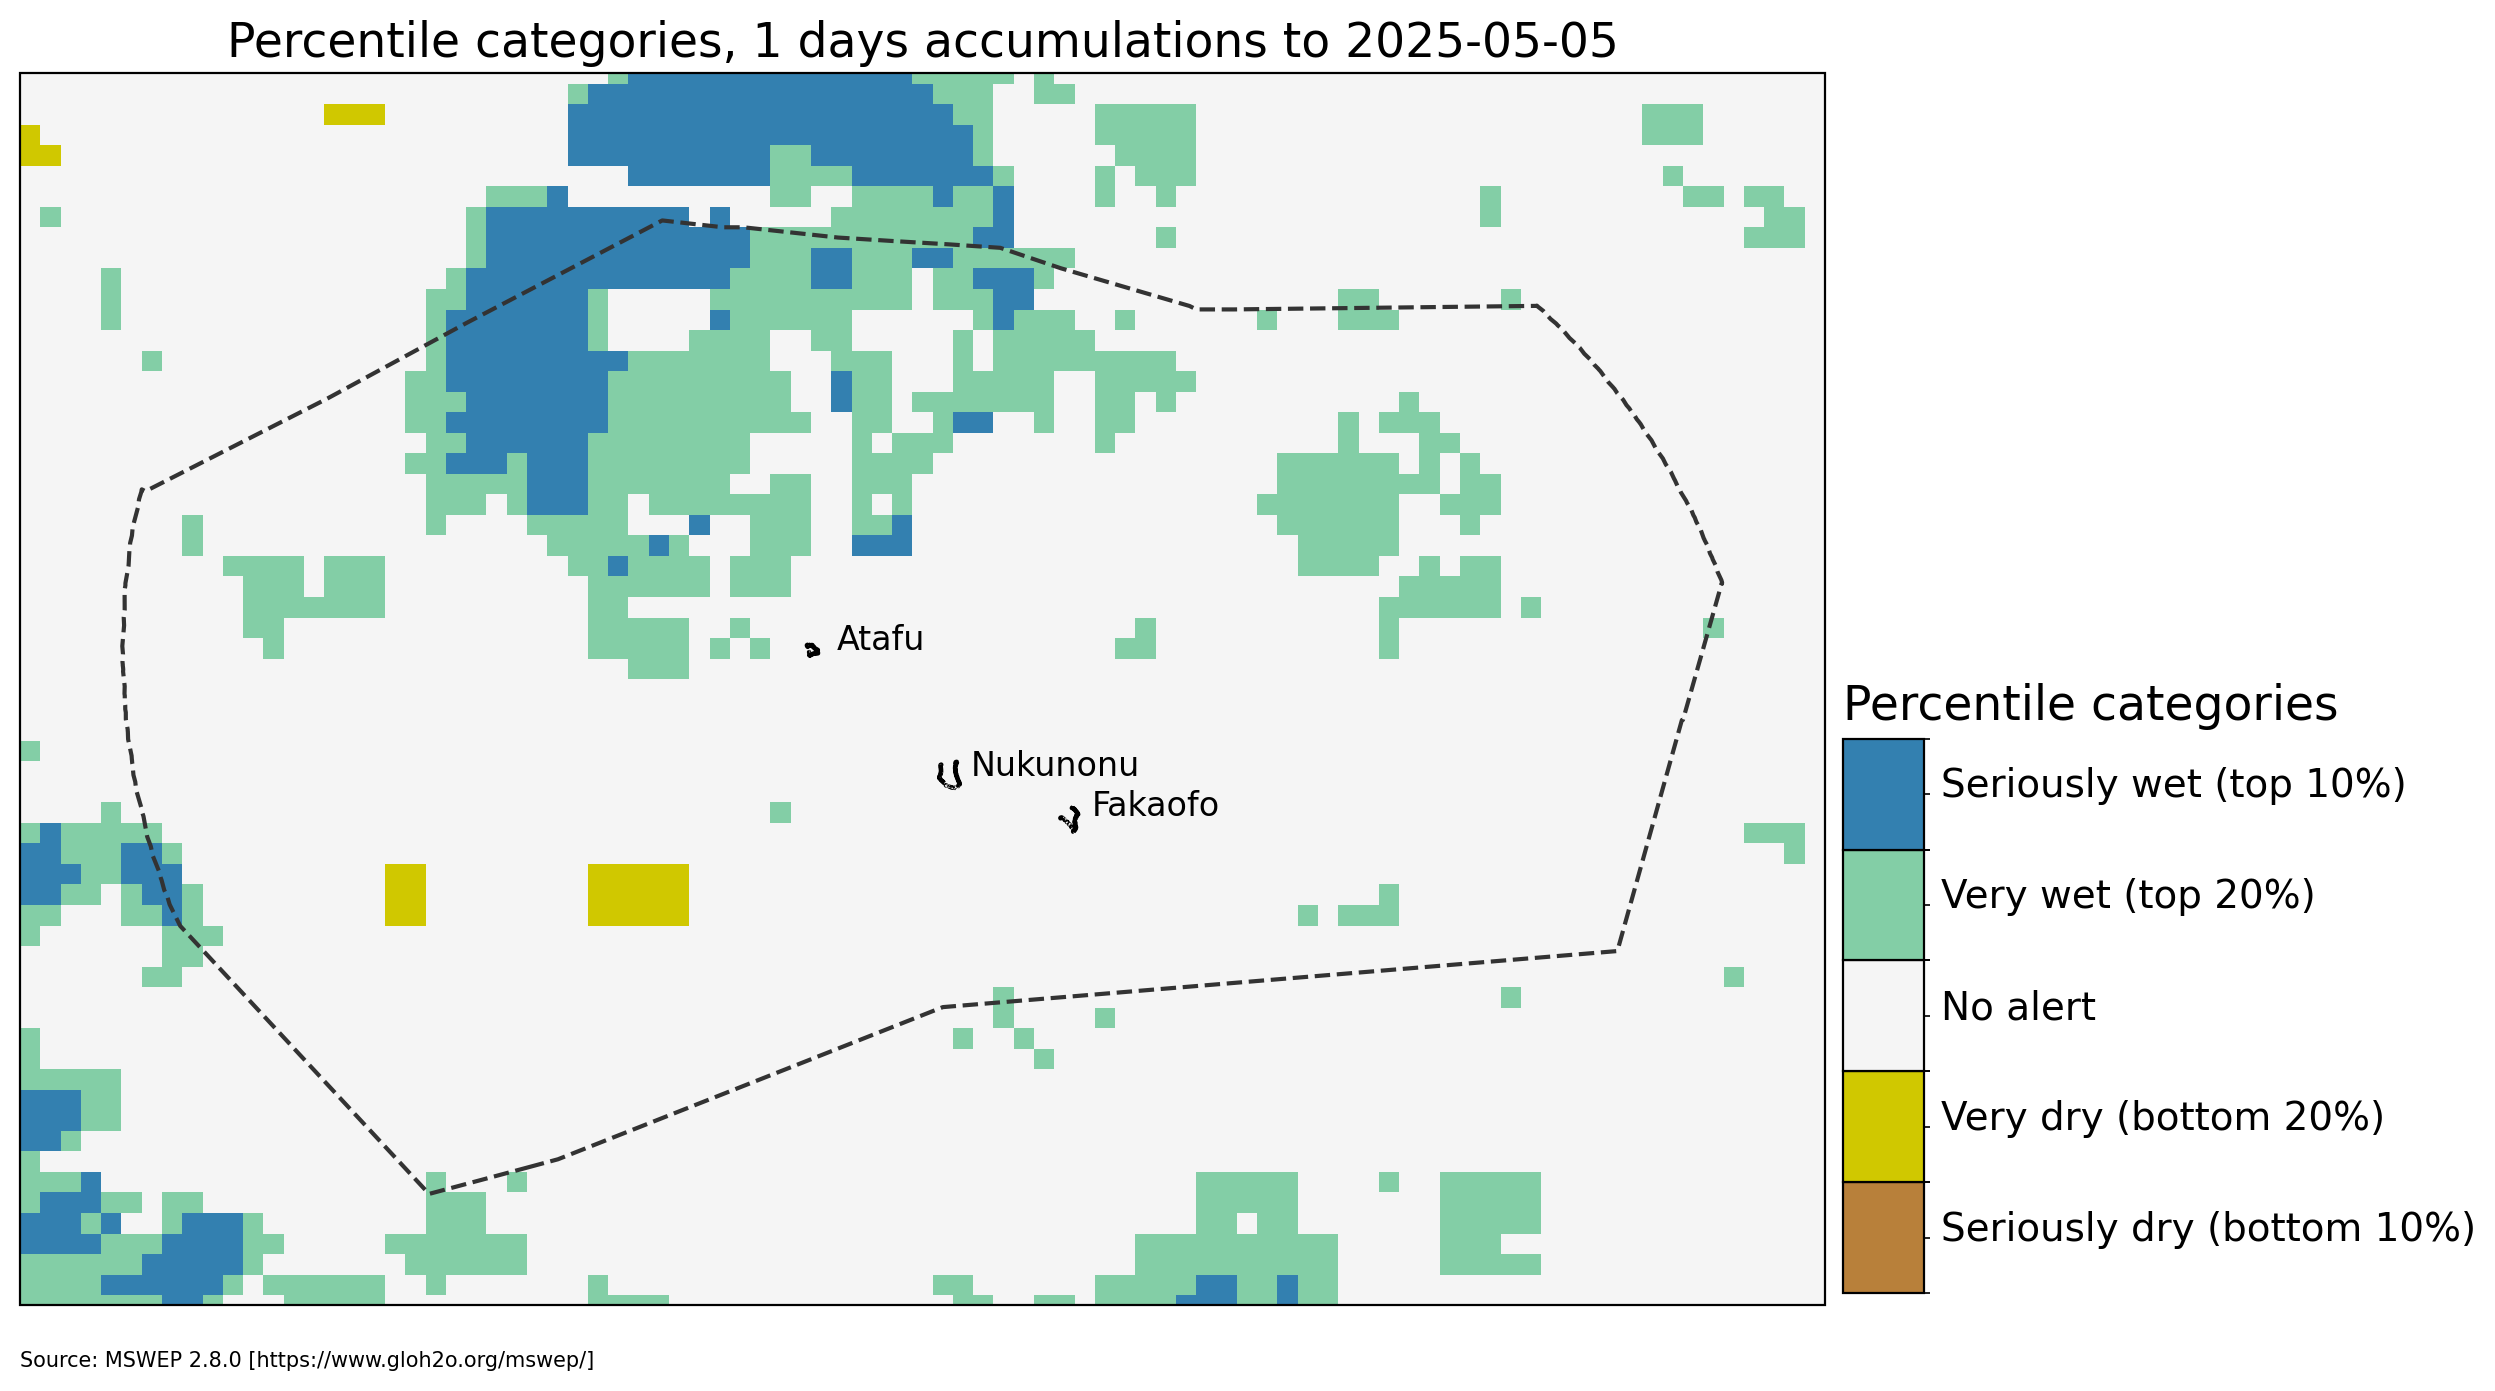 Percentile categories, 1 days accumulations to 2025-05-05
Atafu
Nukunonu
Fakaofo
Percentile categories
Seriously wet (top 10%)
Very wet (top 20%)
No alert
Very dry (bottom 20%)
Seriously dry (bottom 10%)
Source: MSWEP 2.8.0 [https://www.gloh2o.org/mswep/]